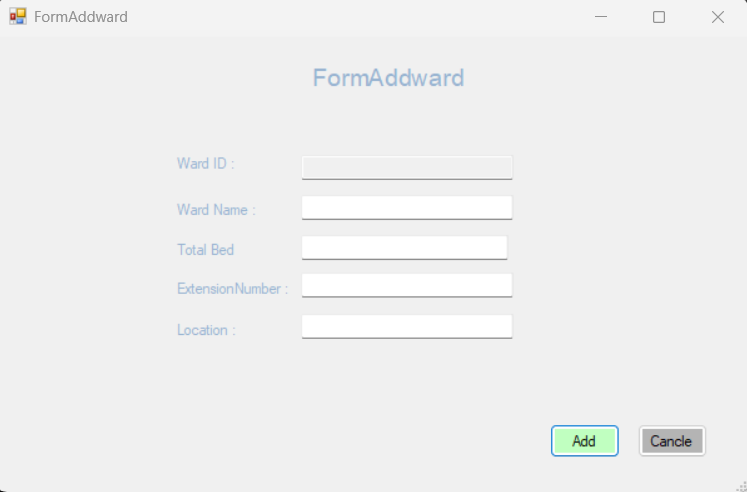 FormAddward
FormAddward
Ward ID :
Ward Name :
Total Bed
ExtensionNumber :
Location :
Add
Cancle